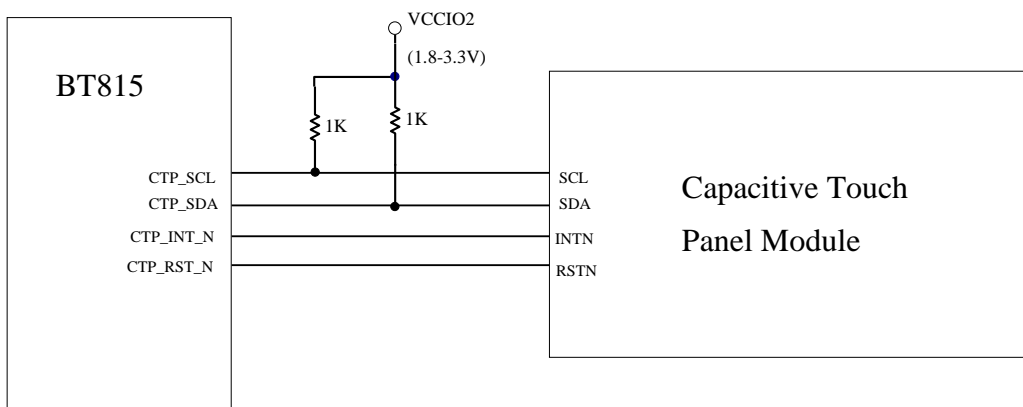 VCCIO2
(1.8-3.3V)
BT815
1K
1K
CTP_SCL
CTP_SDA
CTP_INT_N
CTP_RST_N
SCL
SDA
INTN
RSTN
Capacitive Touch
Panel Module